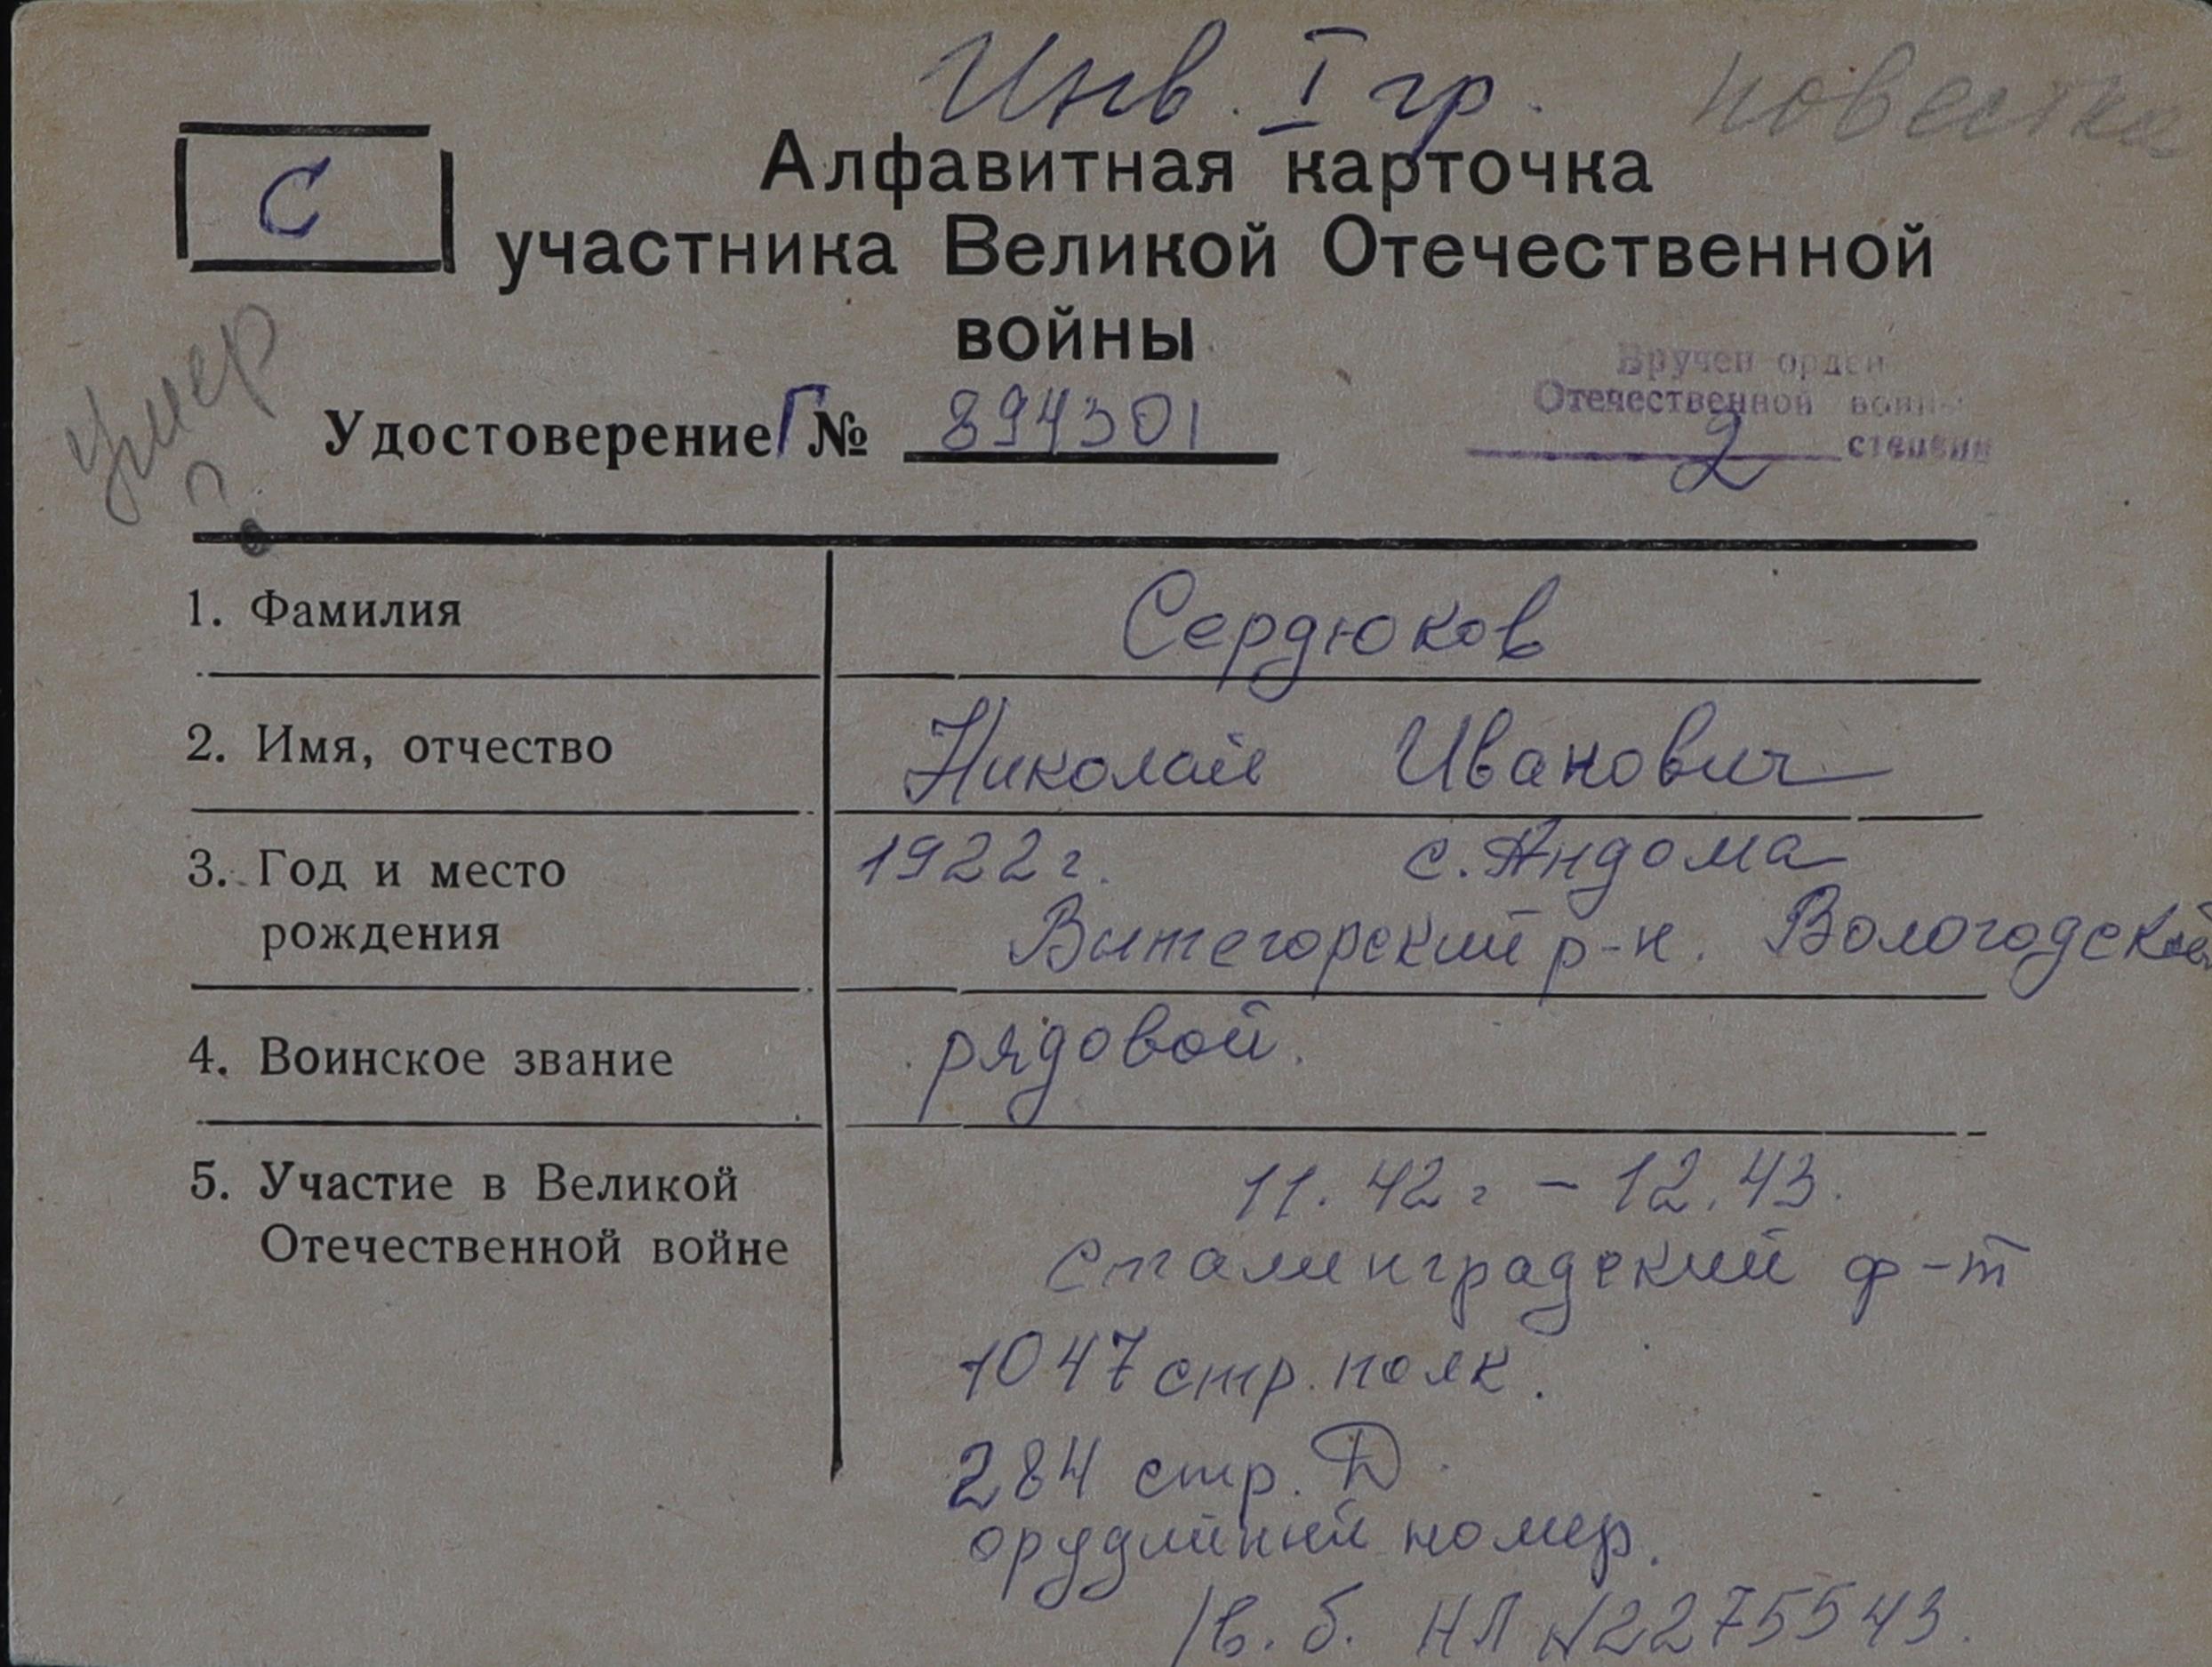 Инв. I гр.
повестка
С
Алфавитная карточка
участника Великой Отечественной
войны
умер
?
Удостоверение Г № 894301
Вручен орден
Отечественной войны
2 степени
1. Фамилия
Сердюков
2. Имя, отчество
Николай Иванович
3. Год и место
рождения
1922 г. с. Андома
Вытегорский р-н. Вологодской
4. Воинское звание
рядовой.
5. Участие в Великой
Отечественной войне
11. 42 г - 12. 43.
Сталинградский ф-т
1047 стр. полк.
284 стр. Д.
орудийный номер.
/в. б. НЛ №2275543.